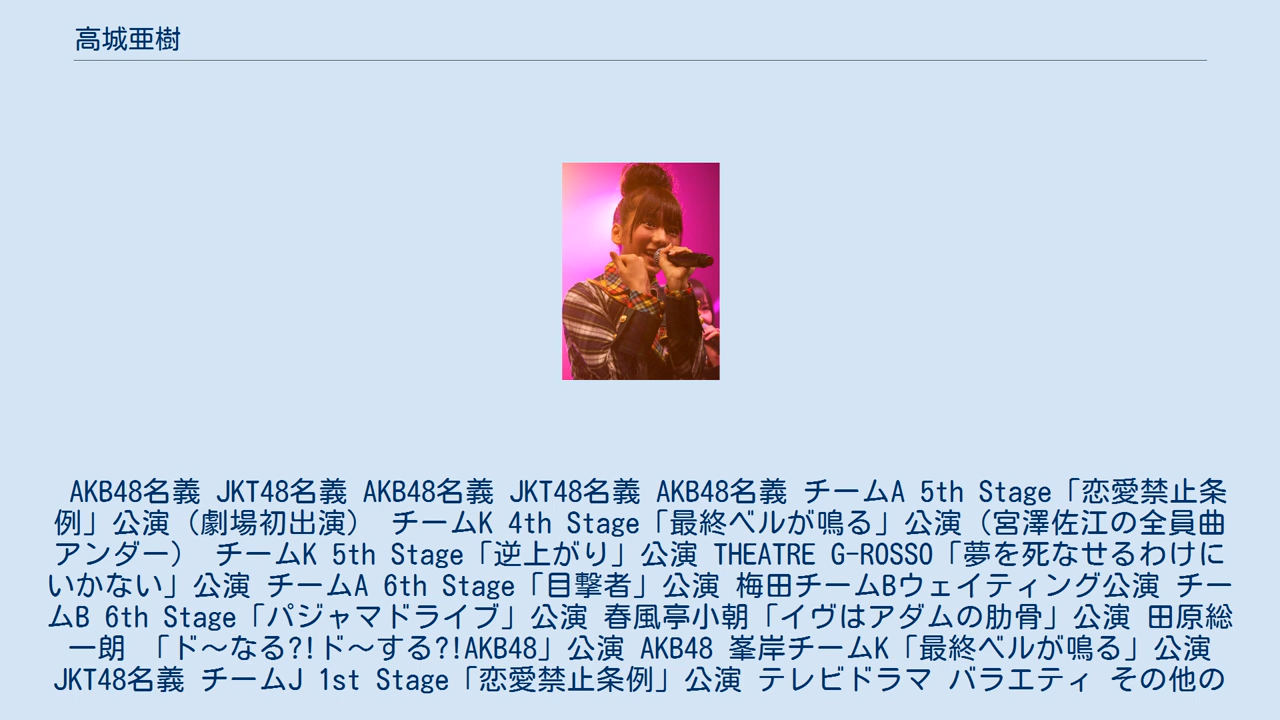 高城亜樹
AKB48名義 JKT48名義 AKB48名義 JKT48名義 AKB48名義 チームA 5th Stage「恋愛禁止条
例」公演（劇場初出演） チームK 4th Stage「最終ベルが鳴る」公演（宮澤佐江の全員曲
アンダー） チームK 5th Stage「逆上がり」公演 THEATRE G-ROSSO「夢を死なせるわけに
いかない」公演 チームA 6th Stage「目撃者」公演 梅田チームBウェイティング公演 チー
ムB 6th Stage「パジャマドライブ」公演 春風亭小朝「イヴはアダムの肋骨」公演 田原総
一朗 「ド〜なる?!ド〜する?!AKB48」公演 AKB48 峯岸チームK「最終ベルが鳴る」公演
JKT48名義 チームJ 1st Stage「恋愛禁止条例」公演 テレビドラマ バラエティ その他の